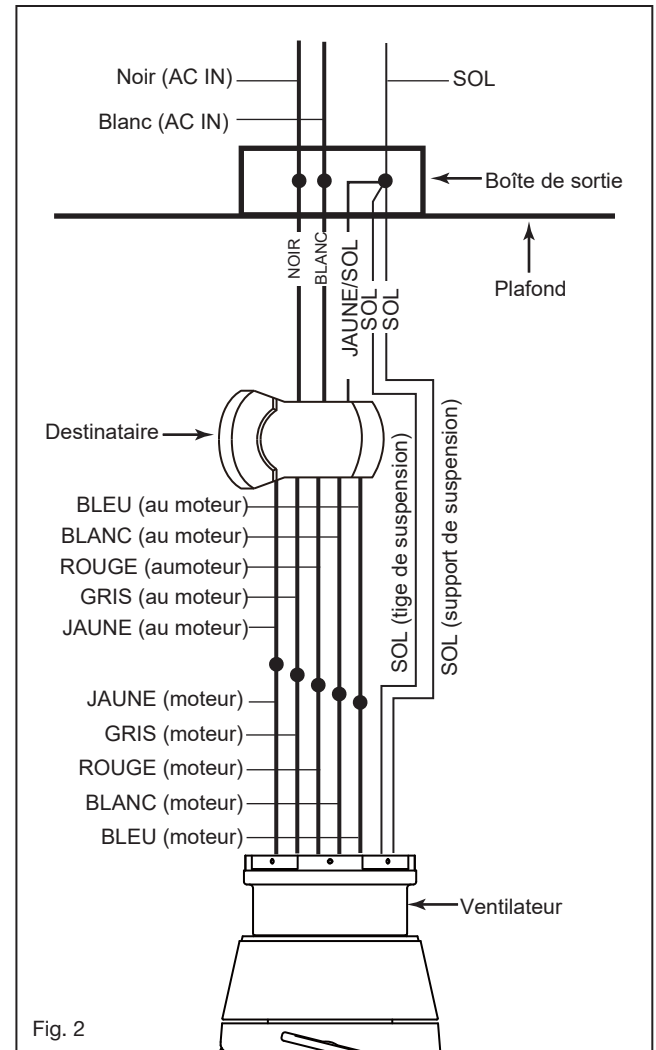 Noir (AC IN)
SOL
Blanc (AC IN)
Boîte de sortie
Plafond
NOIR
BLANC
JAUNE/SOL
SOL
SOL
Destinataire
SOL (tige de suspension)
SOL (support de suspension)
BLEU (au moteur)
BLANC (au moteur)
ROUGE (aumoteur)
GRIS (au moteur)
JAUNE (au moteur)
JAUNE (moteur)
GRIS (moteur)
ROUGE (moteur)
BLANC (moteur)
BLEU (moteur)
Ventilateur
Fig. 2